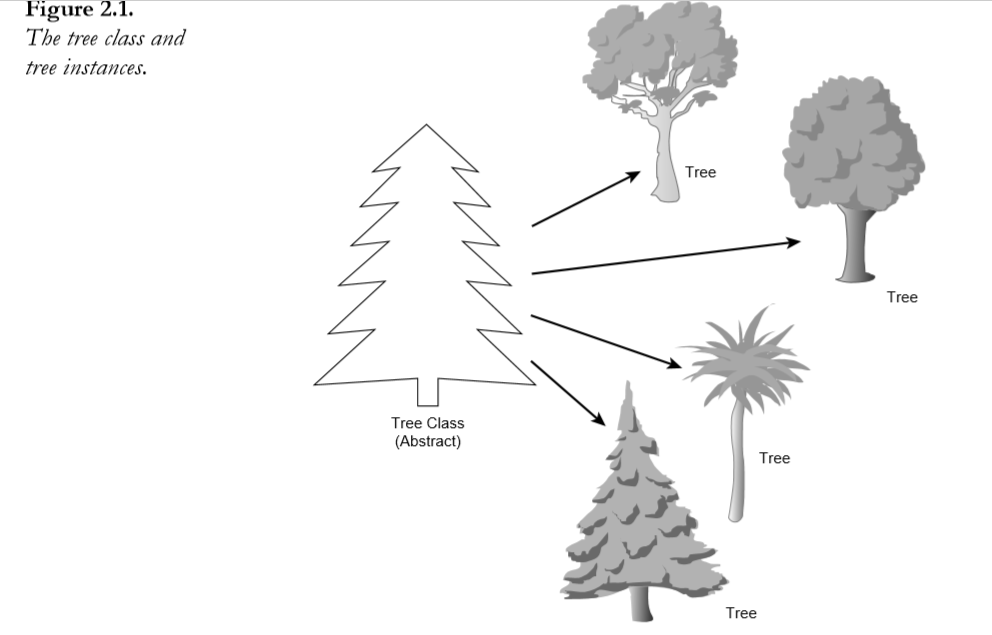 Figure 2.1.
The tree class and
tree instances.
Tree
Tree
Tree Class
(Abstract)
Tree
Tree